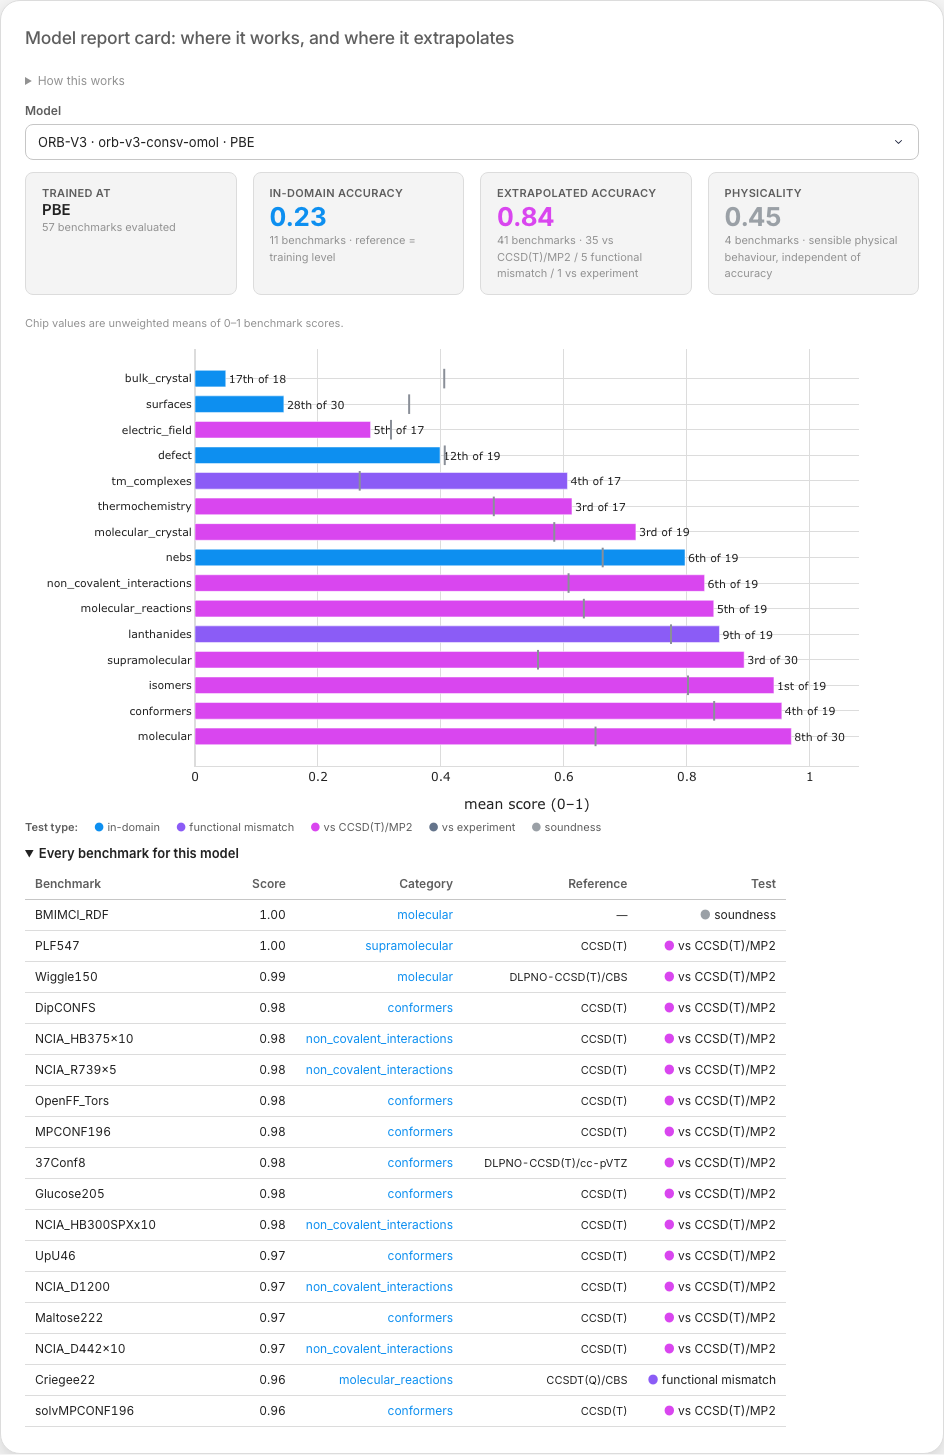 Model report card: where it works, and where it extrapolates
How this works
Model
ORB-V3 · orb-v3-consv-omol · PBE
TRAINED AT
PBE
57 benchmarks evaluated
IN-DOMAIN ACCURACY
0.23
11 benchmarks · reference =
training level
EXTRAPOLATED ACCURACY
0.84
41 benchmarks · 35 vs
CCSD(T)/MP2 / 5 functional
mismatch / 1 vs experiment
PHYSICALITY
0.45
4 benchmarks · sensible physical
behaviour, independent of
accuracy
Chip values are unweighted means of 0–1 benchmark scores.
bulk_crystal 17th of 18
surfaces 28th of 30
electric_field 5th of 17
defect 12th of 19
tm_complexes 4th of 17
thermochemistry 3rd of 17
molecular_crystal 3rd of 19
nebs 6th of 19
non_covalent_interactions 6th of 19
molecular_reactions 5th of 19
lanthanides 9th of 19
supramolecular 3rd of 30
isomers 1st of 19
conformers 4th of 19
molecular 8th of 30
0 0.2 0.4 0.6 0.8 1
mean score (0–1)
Test type: in-domain functional mismatch vs CCSD(T)/MP2 vs experiment soundness
Every benchmark for this model
Benchmark Score Category Reference Test
BMIMCl_RDF 1.00 molecular — soundness
PLF547 1.00 supramolecular CCSD(T) vs CCSD(T)/MP2
Wiggle150 0.99 molecular DLPNO-CCSD(T)/CBS vs CCSD(T)/MP2
DipCONFS 0.98 conformers CCSD(T) vs CCSD(T)/MP2
NCIA_HB375×10 0.98 non_covalent_interactions CCSD(T) vs CCSD(T)/MP2
NCIA_R739×5 0.98 non_covalent_interactions CCSD(T) vs CCSD(T)/MP2
OpenFF_Tors 0.98 conformers CCSD(T) vs CCSD(T)/MP2
MPCONF196 0.98 conformers CCSD(T) vs CCSD(T)/MP2
37Conf8 0.98 conformers DLPNO-CCSD(T)/cc-pVTZ vs CCSD(T)/MP2
Glucose205 0.98 conformers CCSD(T) vs CCSD(T)/MP2
NCIA_HB300SPXx10 0.98 non_covalent_interactions CCSD(T) vs CCSD(T)/MP2
UpU46 0.97 conformers CCSD(T) vs CCSD(T)/MP2
NCIA_D1200 0.97 non_covalent_interactions CCSD(T) vs CCSD(T)/MP2
Maltose222 0.97 conformers CCSD(T) vs CCSD(T)/MP2
NCIA_D442×10 0.97 non_covalent_interactions CCSD(T) vs CCSD(T)/MP2
Criegee22 0.96 molecular_reactions CCSDT(Q)/CBS functional mismatch
solvMPCONF196 0.96 conformers CCSD(T) vs CCSD(T)/MP2